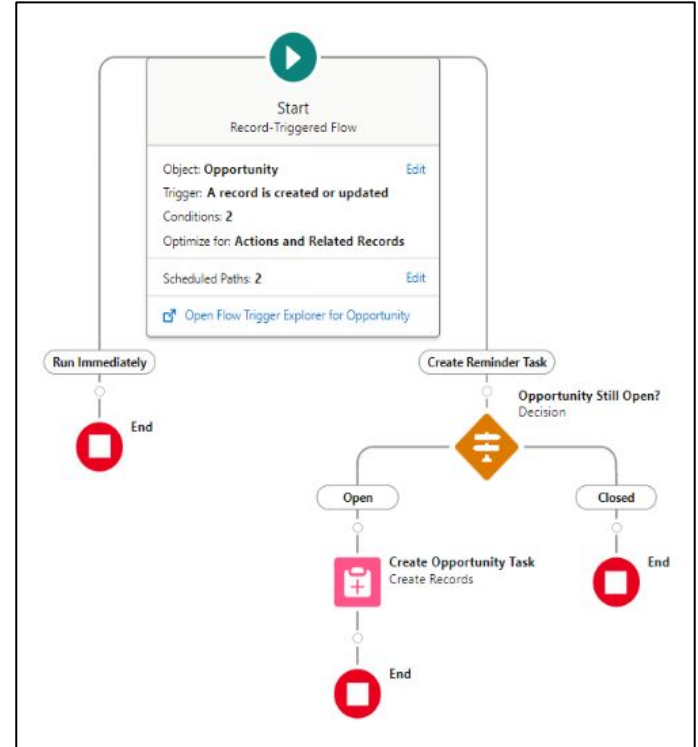 Start
Record-Triggered Flow
Object: Opportunity Edit
Trigger: A record is created or updated
Conditions: 2
Optimize for: Actions and Related Records
Scheduled Paths: 2 Edit
Open Flow Trigger Explorer for Opportunity
Run Immediately
Create Reminder Task
End
Opportunity Still Open?
Decision
Open
Closed
Create Opportunity Task
Create Records
End
End